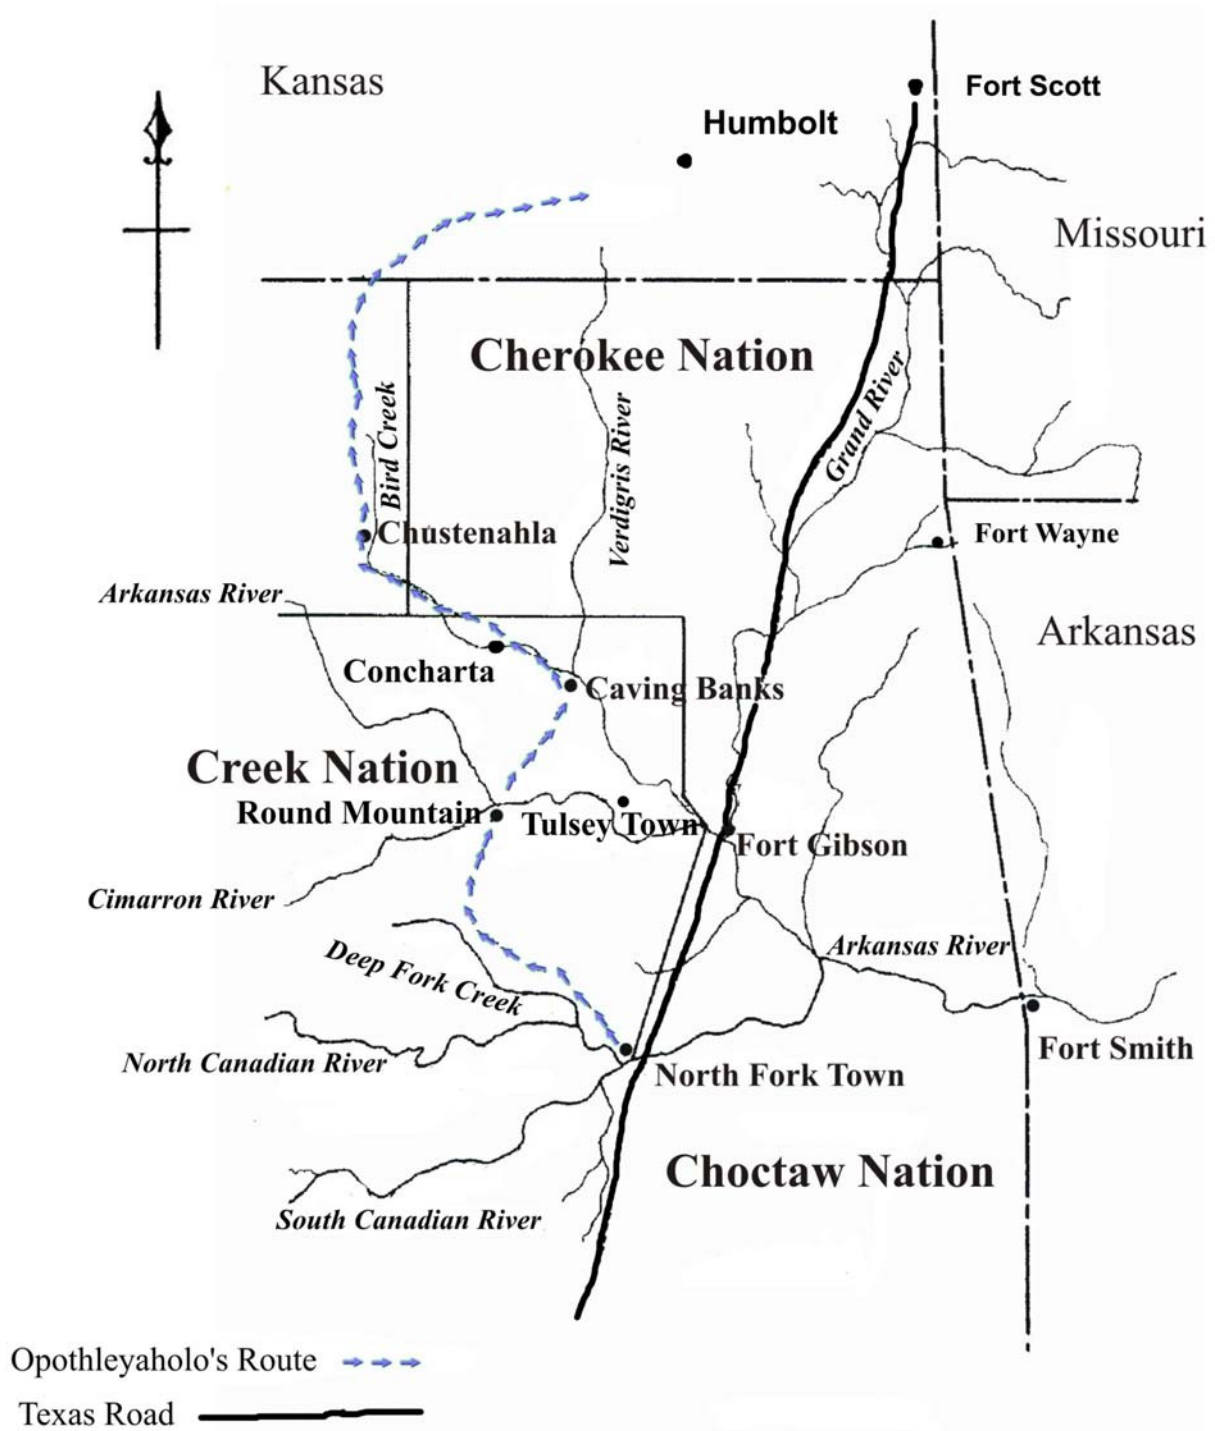 Kansas
Fort Scott
Humbolt
Missouri
Cherokee Nation
Grand River
Bird Creek
Verdigris River
Chustenahla
Fort Wayne
Arkansas River
Arkansas
Concharta
Caving Banks
Creek Nation
Round Mountain
Tulsey Town
Fort Gibson
Cimarron River
Deep Fork Creek
Arkansas River
North Canadian River
Fort Smith
North Fork Town
Choctaw Nation
South Canadian River
Opothleyaholo's Route
Texas Road